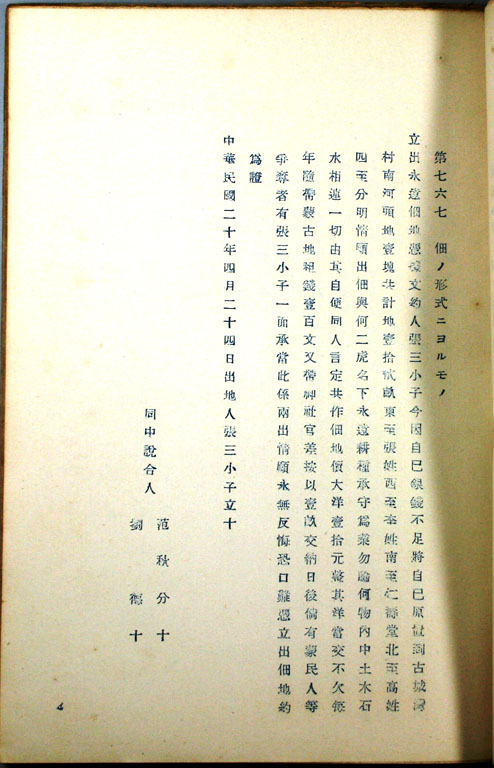 第七六七 佃ノ形式ニヨルモノ
立出永遠佃地憑據文約人張三小子今因自己銀錢不足將自己原置到古城灣
村南河頭地壹塊共計地壹拾貳畝東至張姓西至李姓南至仁壽堂北至高姓
四至分明情願出佃與何二虎名下永遠耕種承守爲業勿論何物內中土木石
水相連一切由其自便同人言定共作佃地價大洋壹拾元整其洋當交不欠每
年隨帶蒙古地租錢壹百文又帶神社官差按以壹畝交納日後倘有蒙民人等
爭奪者有張三小子一面承當此係兩出情願永無反悔恐口難憑立出佃地約
爲證
中華民國二十年四月二十四日出地人張三小子立十
同中說合人
范秋分十
劉德十
4